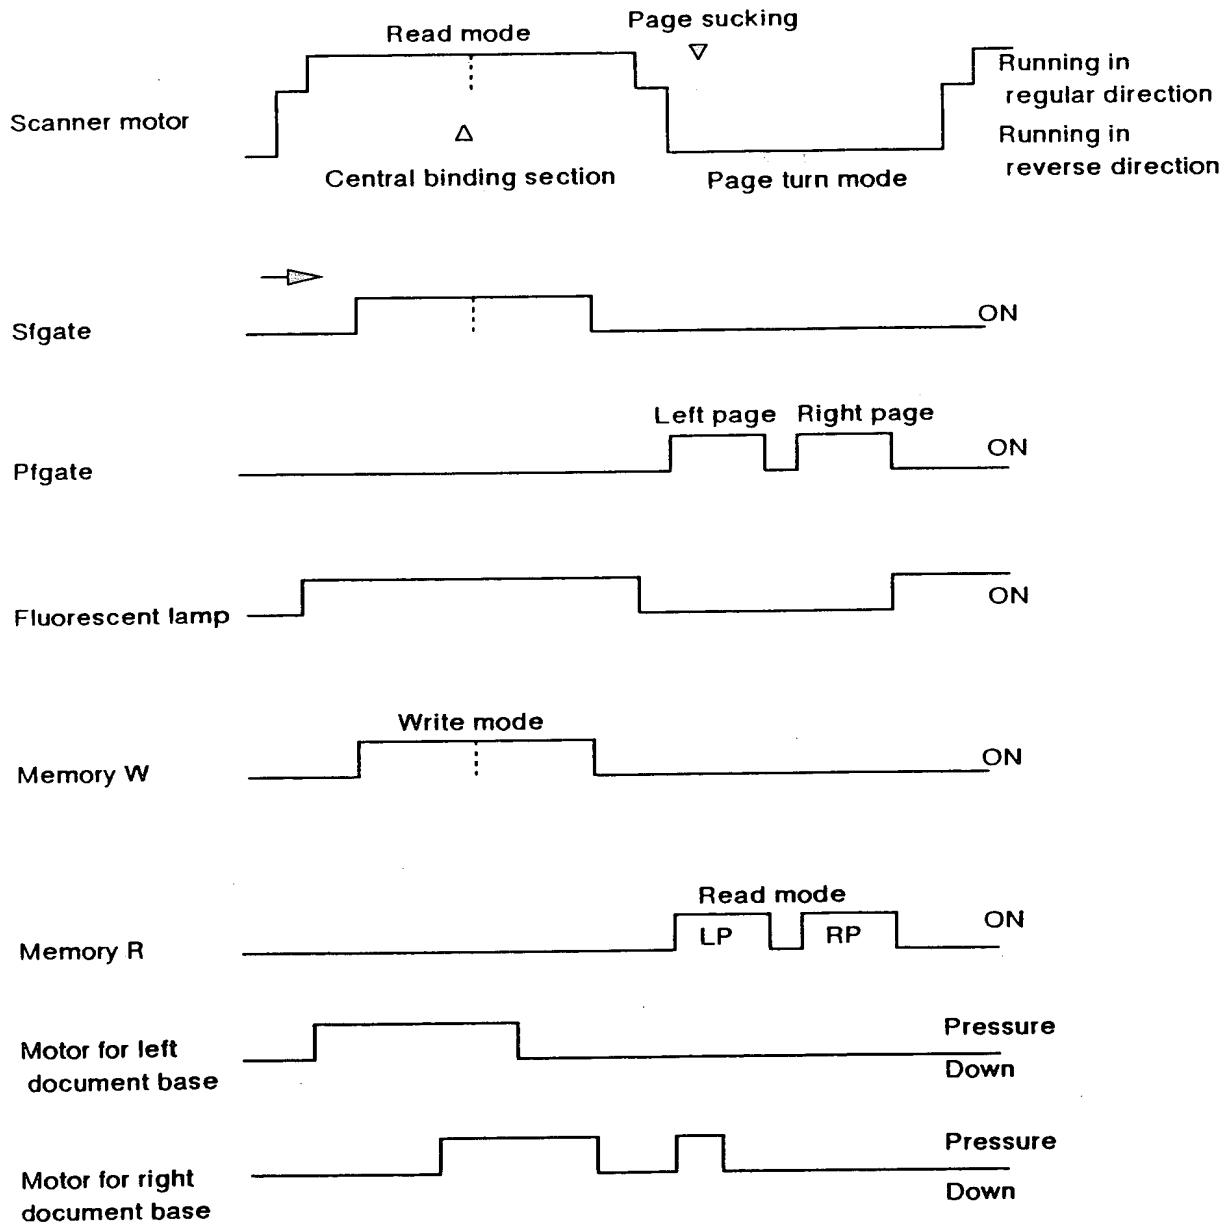 Page sucking
Read mode
Running in
regular direction
Scanner motor
Running in
reverse direction
Central binding section
Page turn mode
Sfgate
ON
Left page
Right page
Pfgate
ON
Fluorescent lamp
ON
Write mode
Memory W
ON
Read mode
Memory R
LP
RP
ON
Motor for left
document base
Pressure
Down
Motor for right
document base
Pressure
Down